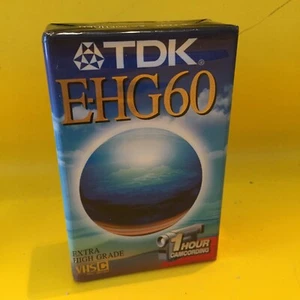 TDK
E-HG60
EXTRA
HIGH GRADE
VHS C
1 HOUR
CAMCORDING